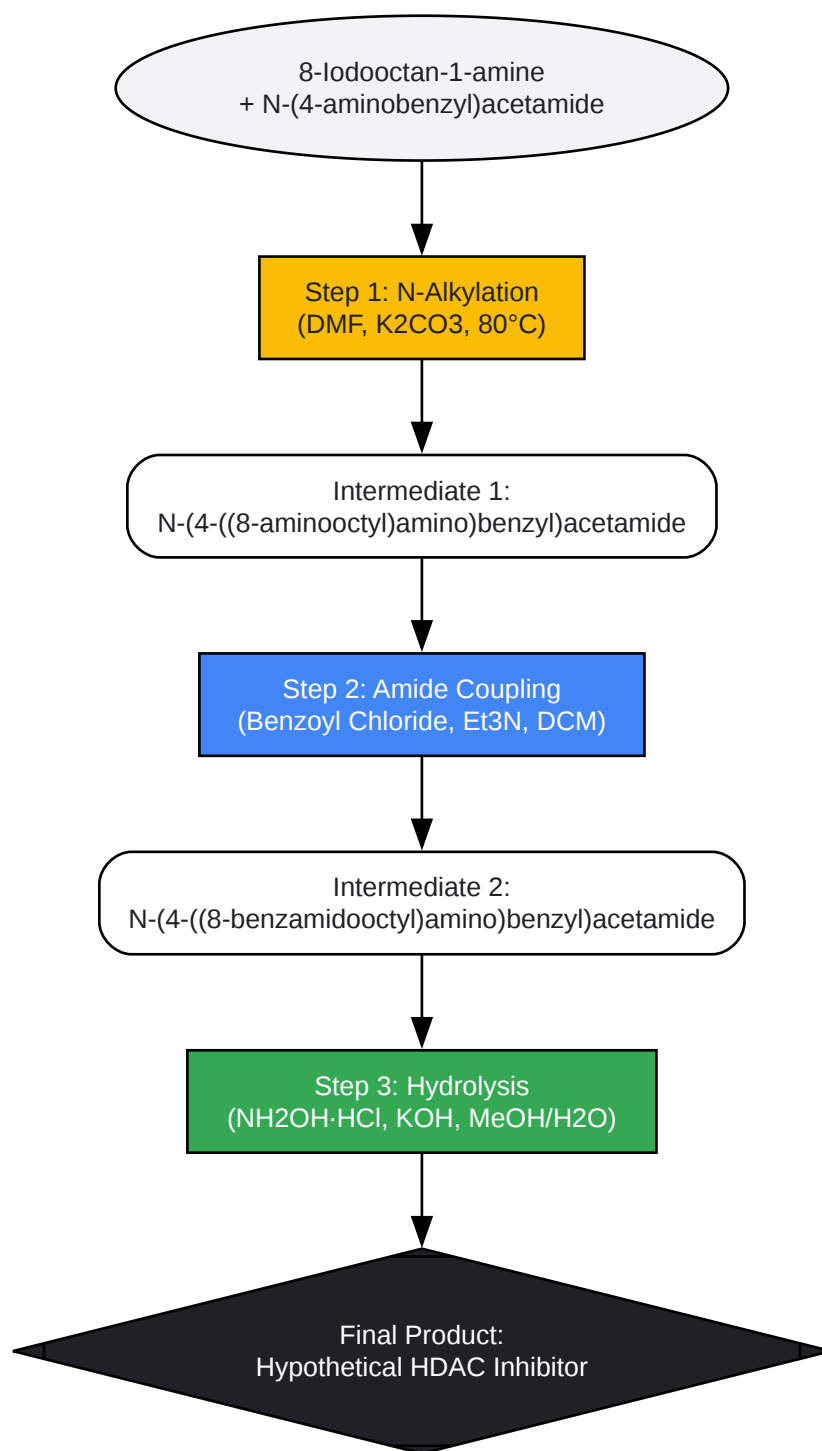 8-Iodooctan-1-amine
+ N-(4-aminobenzyl)acetamide
Step 1: N-Alkylation
(DMF, K2CO3, 80°C)
Intermediate 1:
N-(4-((8-aminooctyl)amino)benzyl)acetamide
Step 2: Amide Coupling
(Benzoyl Chloride, Et3N, DCM)
Intermediate 2:
N-(4-((8-benzamidooctyl)amino)benzyl)acetamide
Step 3: Hydrolysis
(NH2OH·HCl, KOH, MeOH/H2O)
Final Product:
Hypothetical HDAC Inhibitor